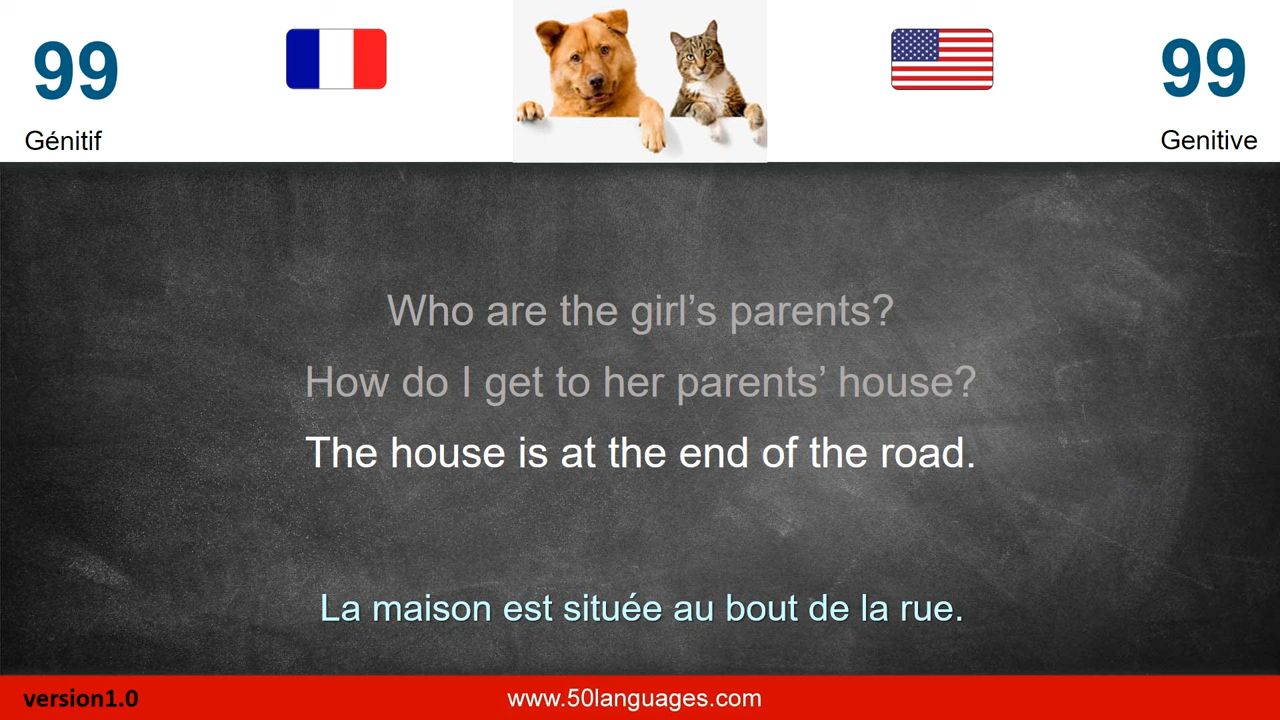 99
99
Génitif
Genitive
Who are the girl’s parents?
How do I get to her parents’ house?
The house is at the end of the road.
La maison est située au bout de la rue.
version1.0
www.50languages.com